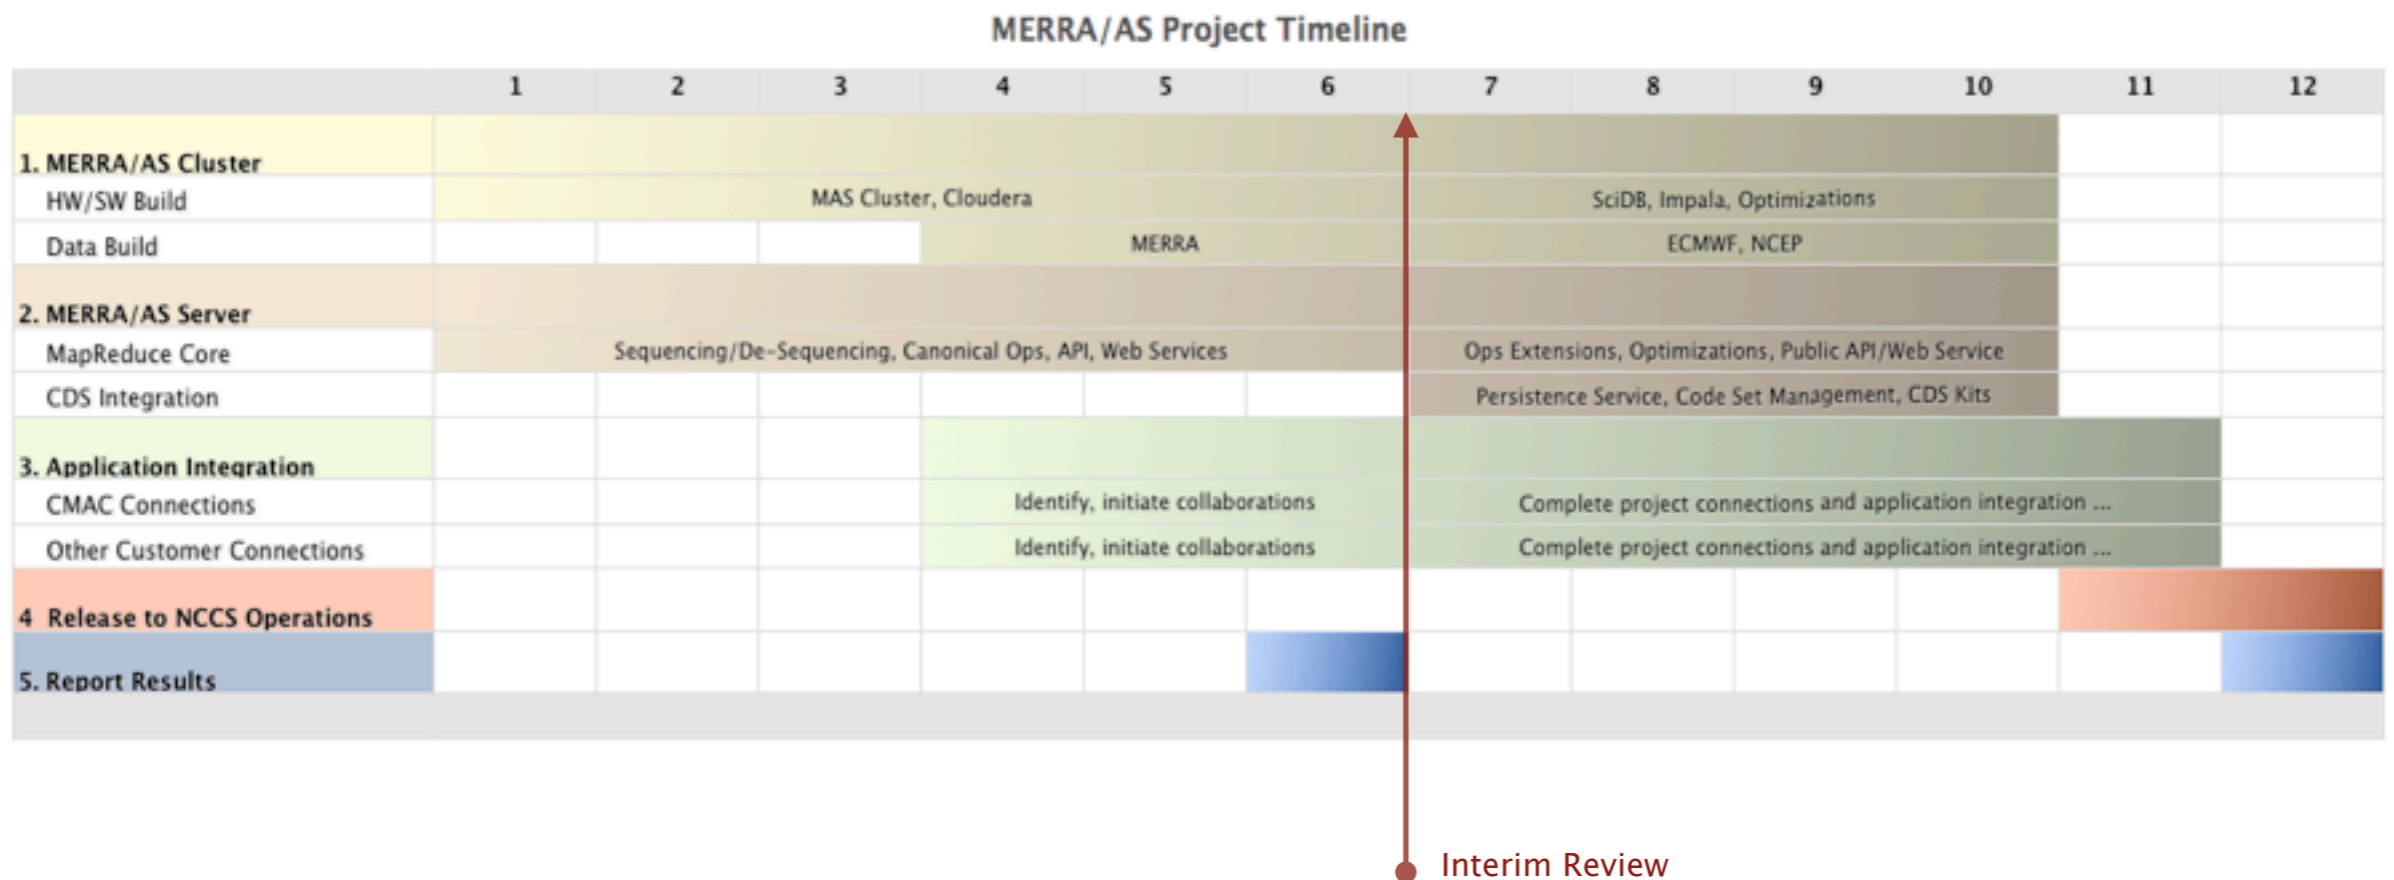 MERRA/AS Project Timeline
1 2 3 4 5 6 7 8 9 10 11 12
1. MERRA/AS Cluster
HW/SW Build MAS Cluster, Cloudera SciDB, Impala, Optimizations
Data Build MERRA ECMWF, NCEP
2. MERRA/AS Server
MapReduce Core Sequencing/De-Sequencing, Canonical Ops, API, Web Services Ops Extensions, Optimizations, Public API/Web Service
CDS Integration Persistence Service, Code Set Management, CDS Kits
3. Application Integration
CMAC Connections Identify, initiate collaborations Complete project connections and application integration ...
Other Customer Connections Identify, initiate collaborations Complete project connections and application integration ...
4 Release to NCCS Operations
5. Report Results
Interim Review